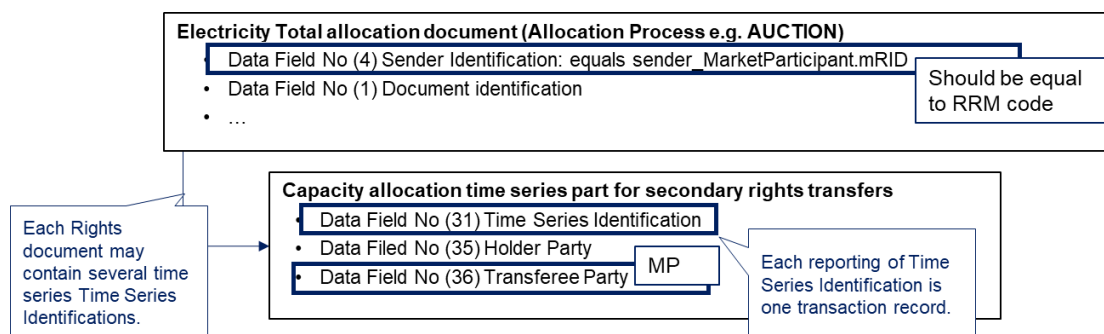 Electricity Total allocation document (Allocation Process e.g. AUCTION)
• Data Field No (4) Sender Identification: equals sender_MarketParticipant.mRID
Should be equal
to RRM code
• Data Field No (1) Document identification
• …
Capacity allocation time series part for secondary rights transfers
• Data Field No (31) Time Series Identification
• Data Filed No (35) Holder Party
• Data Field No (36) Transferee Party
MP
Each Rights
document may
contain several time
series Time Series
Identifications.
Each reporting of Time
Series Identification is
one transaction record.